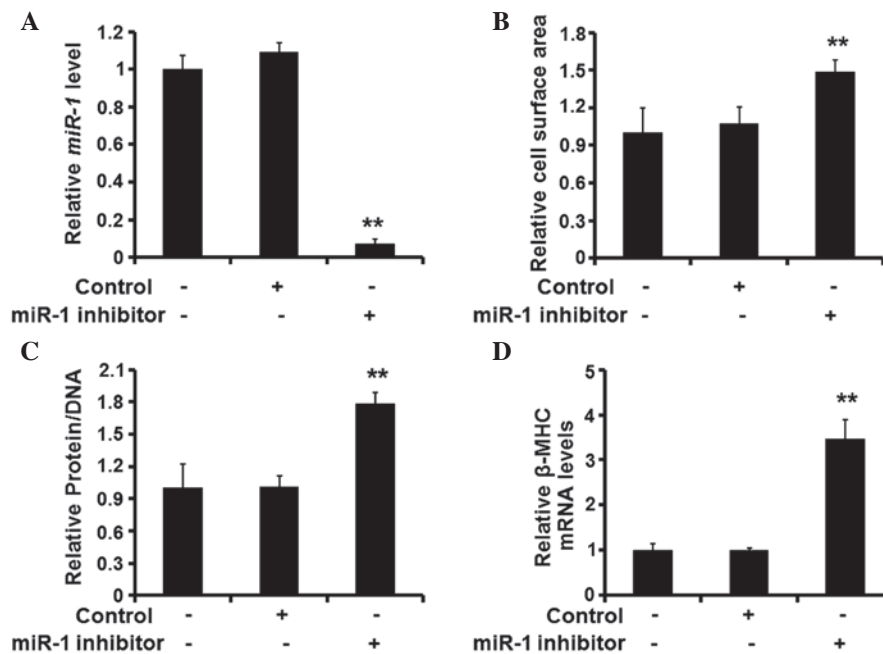 A
Relative miR-1 level
1.2
1
0.8
0.6
0.4
0.2
0
**
Control - + -
miR-1 inhibitor - - +
B
Relative cell surface area
1.8
1.5
1.2
0.9
0.6
0.3
0
**
Control - + -
miR-1 inhibitor - - +
C
Relative Protein/DNA
2.1
1.8
1.5
1.2
0.9
0.6
0.3
0
**
Control - + -
miR-1 inhibitor - - +
D
Relative β-MHC
mRNA levels
5
4
3
2
1
0
**
Control - + -
miR-1 inhibitor - - +